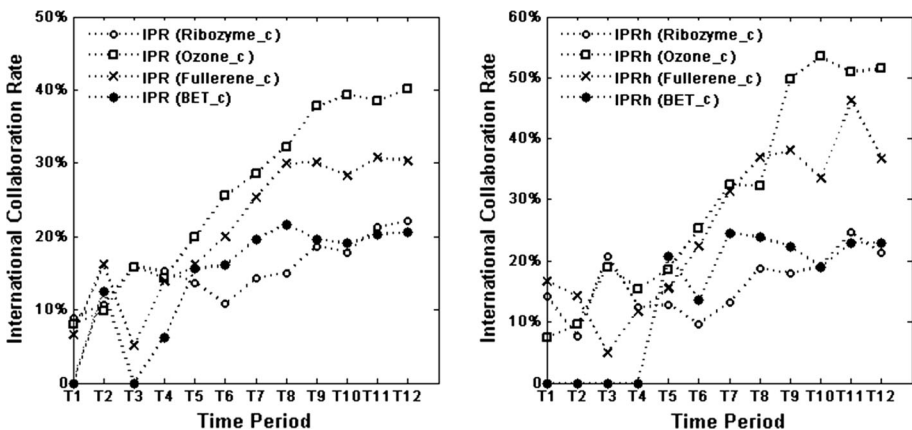 50%
40%
30%
20%
10%
0
International Collaboration Rate
IPR (Ribozyme_c)
IPR (Ozone_c)
IPR (Fullerene_c)
IPR (BET_c)
T1 T2 T3 T4 T5 T6 T7 T8 T9 T10 T11 T12
Time Period
60%
50%
40%
30%
20%
10%
0
International Collaboration Rate
IPRh (Ribozyme_c)
IPRh (Ozone_c)
IPRh (Fullerene_c)
IPRh (BET_c)
T1 T2 T3 T4 T5 T6 T7 T8 T9 T10 T11 T12
Time Period